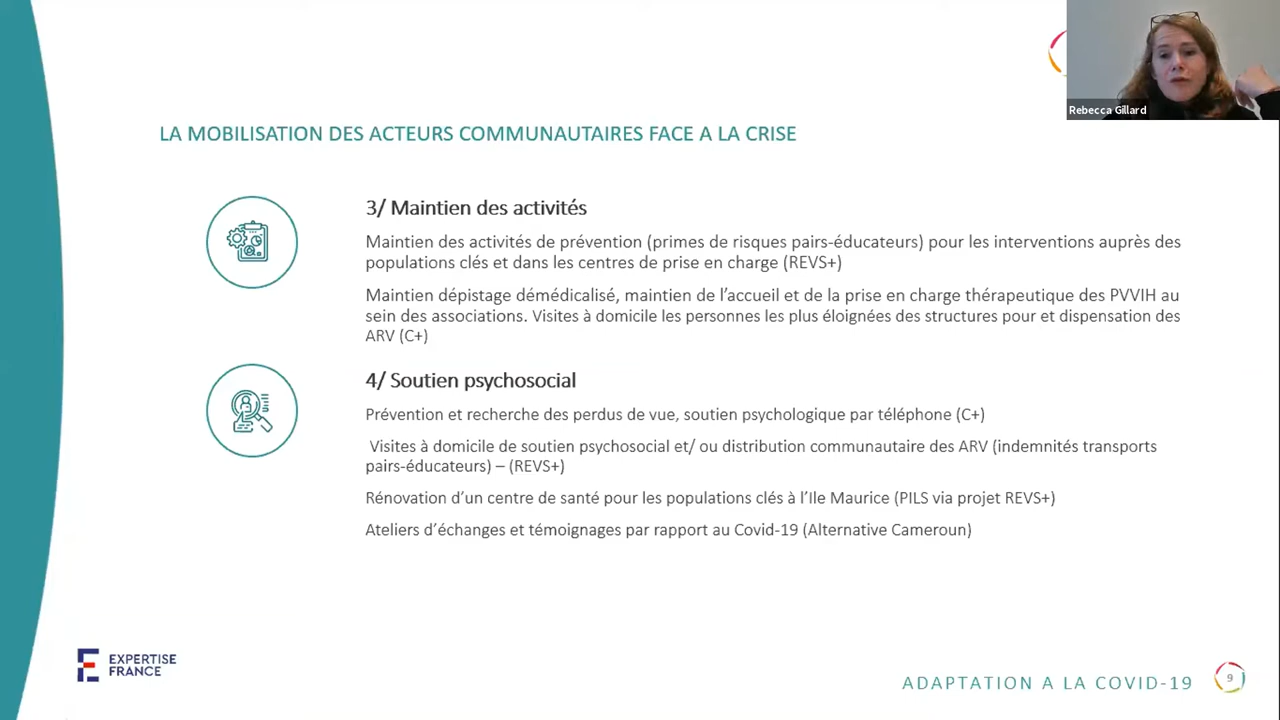 Rebecca Gillard
LA MOBILISATION DES ACTEURS COMMUNAUTAIRES FACE A LA CRISE
3/ Maintien des activités
Maintien des activités de prévention (primes de risques pairs-éducateurs) pour les interventions auprès des
populations clés et dans les centres de prise en charge (REVS+)
Maintien dépistage démédicalisé, maintien de l’accueil et de la prise en charge thérapeutique des PVVIH au
sein des associations. Visites à domicile les personnes les plus éloignées des structures pour et dispensation des
ARV (C+)
4/ Soutien psychosocial
Prévention et recherche des perdus de vue, soutien psychologique par téléphone (C+)
Visites à domicile de soutien psychosocial et/ ou distribution communautaire des ARV (indemnités transports
pairs-éducateurs) – (REVS+)
Rénovation d’un centre de santé pour les populations clés à l’Ile Maurice (PILS via projet REVS+)
Ateliers d’échanges et témoignages par rapport au Covid-19 (Alternative Cameroun)
EXPERTISE
FRANCE
ADAPTATION A LA COVID-19
9